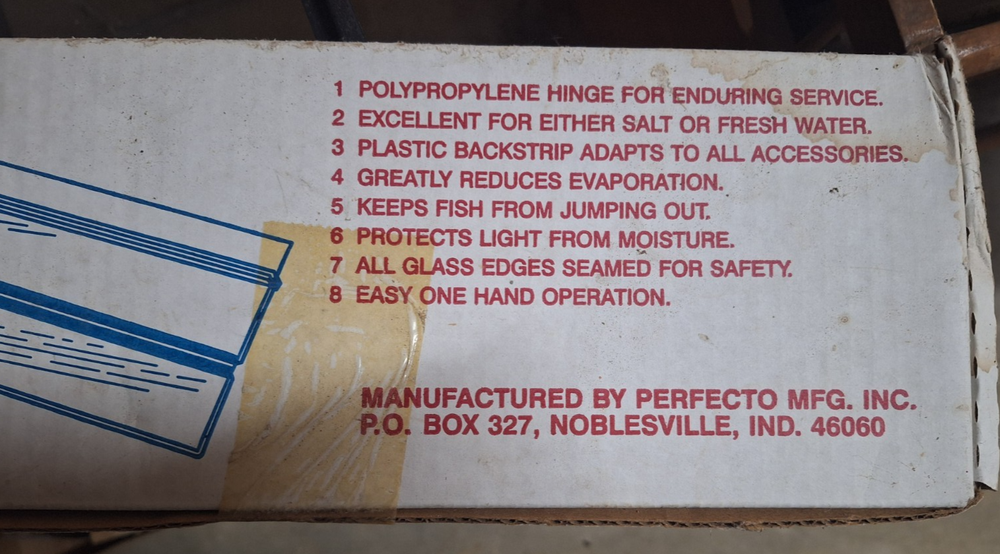 1 POLYPROPYLENE HINGE FOR ENDURING SERVICE.
2 EXCELLENT FOR EITHER SALT OR FRESH WATER.
3 PLASTIC BACKSTRIP ADAPTS TO ALL ACCESSORIES.
4 GREATLY REDUCES EVAPORATION.
5 KEEPS FISH FROM JUMPING OUT.
6 PROTECTS LIGHT FROM MOISTURE.
7 ALL GLASS EDGES SEAMED FOR SAFETY.
8 EASY ONE HAND OPERATION.
MANUFACTURED BY PERFECTO MFG. INC.
P.O. BOX 327, NOBLESVILLE, IND. 46060